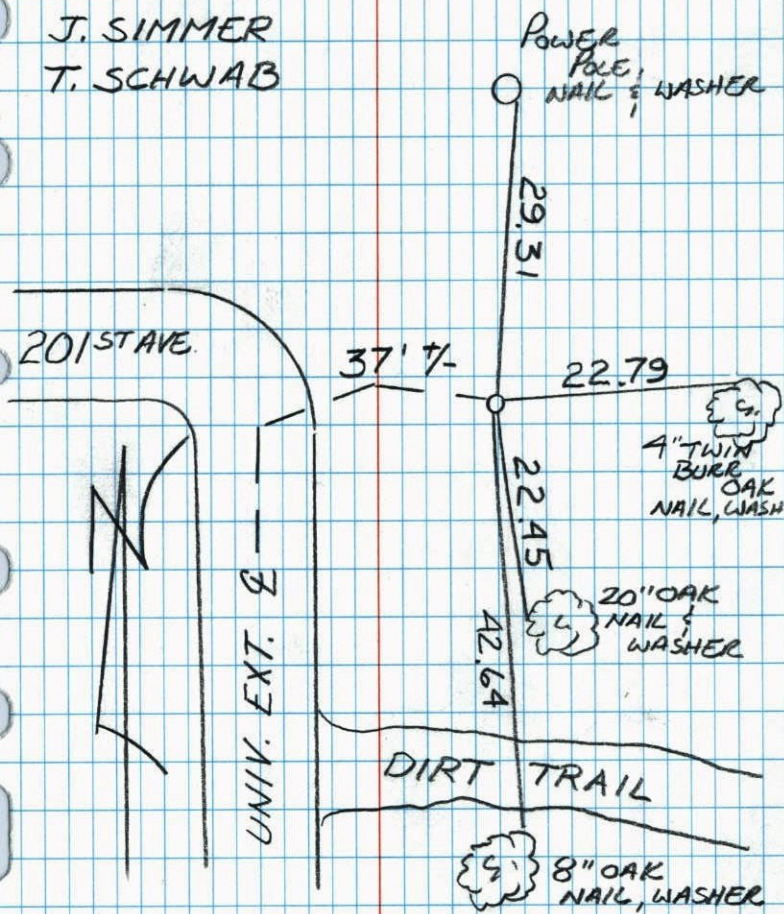 J. SIMMER
T. SCHWAB
POWER
POLE,
NAIL & WASHER
29.31
201ST AVE.
37' +/-
22.79
4" TWIN
BURR
OAK
NAIL, WASH
22.45
20" OAK
NAIL &
WASHER
42.64
N
UNIV. EXT.
DIRT TRAIL
8" OAK
NAIL, WASHER